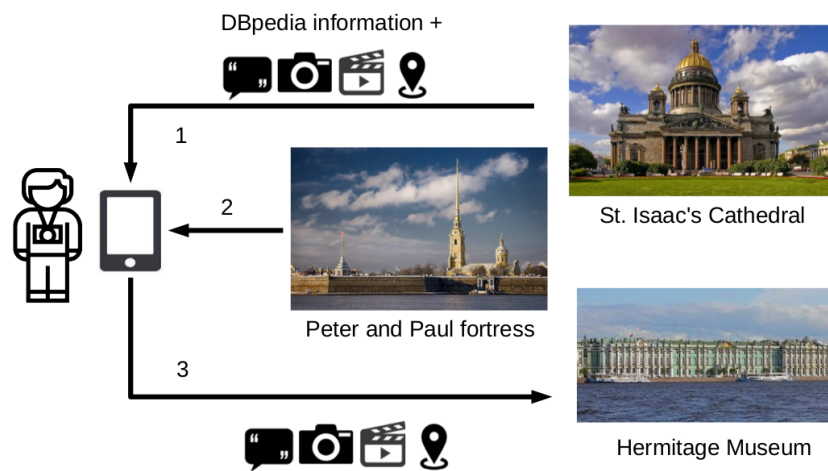 DBpedia information +
1
2
St. Isaac's Cathedral
Peter and Paul fortress
3
Hermitage Museum